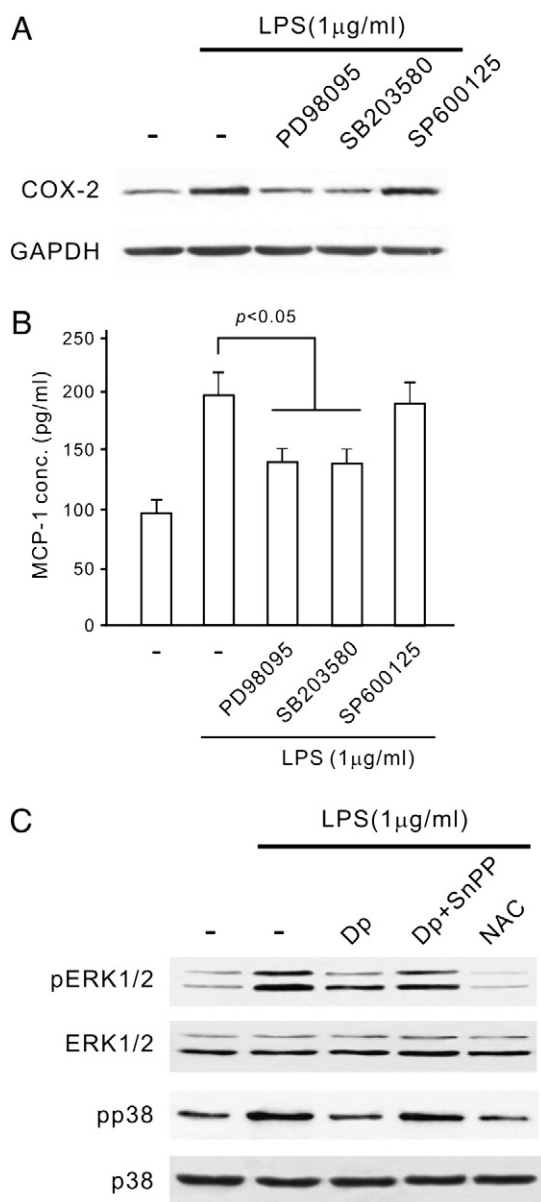 A
LPS(1μg/ml)
- - PD98095 SB203580 SP600125
COX-2
GAPDH
B
p<0.05
MCP-1 conc. (pg/ml)
250
200
150
100
50
0
- - PD98095 SB203580 SP600125
LPS (1μg/ml)
C
LPS(1μg/ml)
- - Dp Dp+SnPP NAC
pERK1/2
ERK1/2
pp38
p38